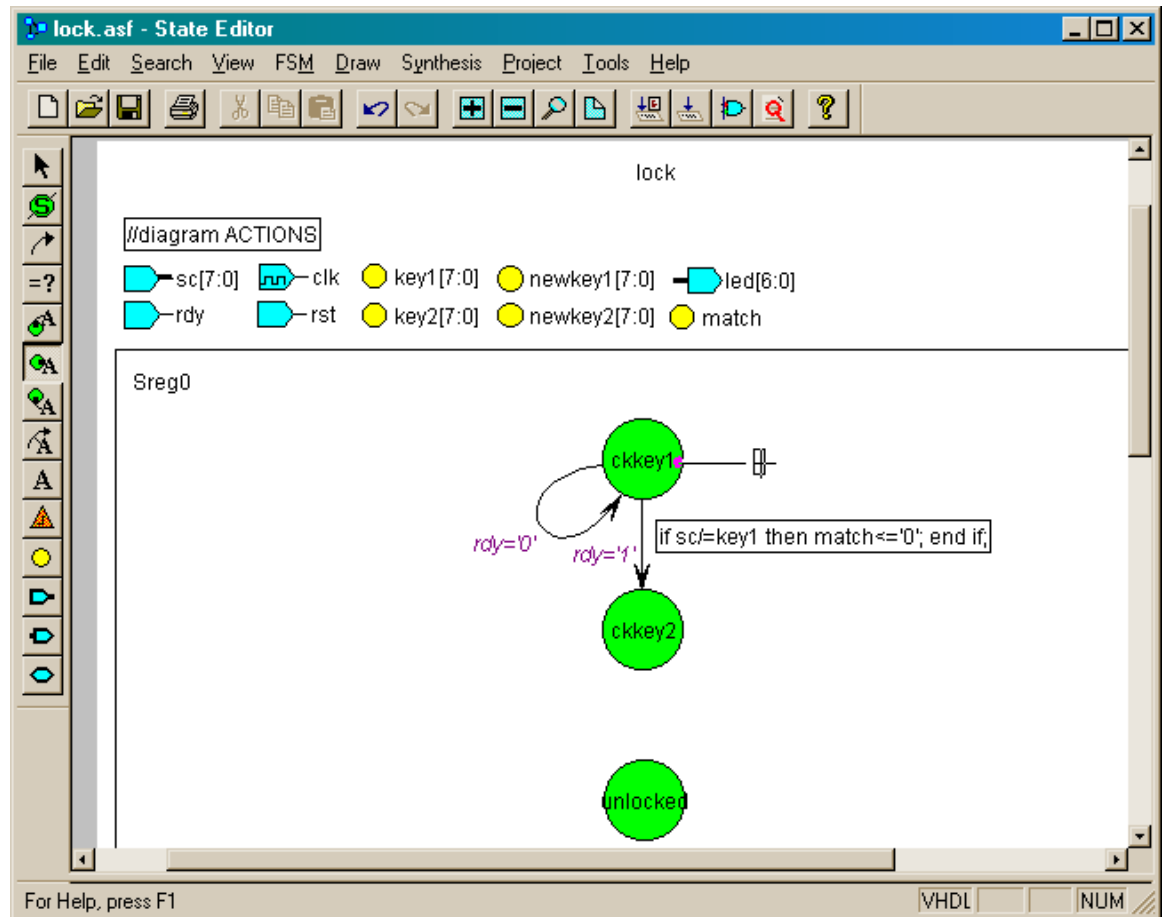 lock.asf - State Editor
File Edit Search View FSM Draw Synthesis Project Tools Help
lock
//diagram ACTIONS
sc[7:0] clk key1[7:0] newkey1[7:0] led[6:0]
rdy rst key2[7:0] newkey2[7:0] match
Sreg0
ckkey1
rdy='0' rdy='1' if sc/=key1 then match<='0'; end if;
ckkey2
unlocked
For Help, press F1 VHDL NUM